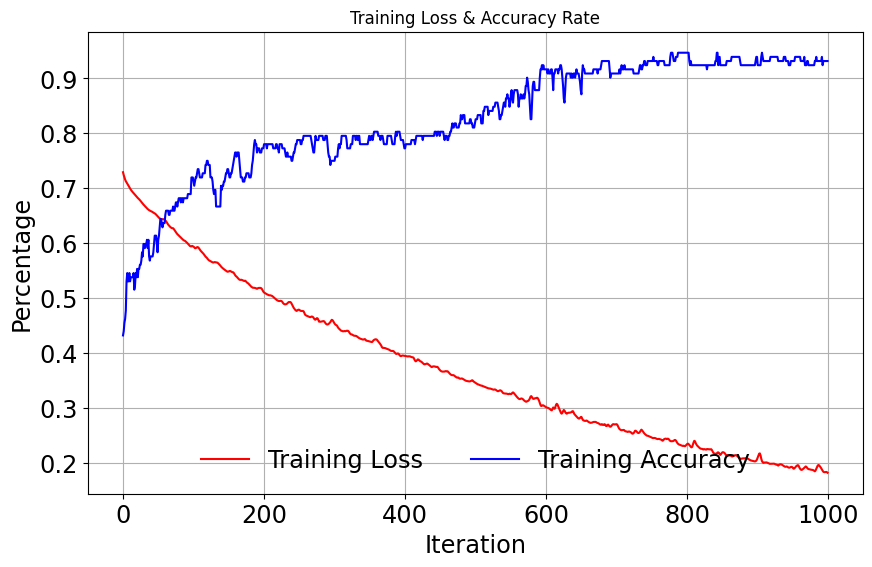 Training Loss & Accuracy Rate
Percentage
0.9
0.8
0.7
0.6
0.5
0.4
0.3
0.2
Training Loss Training Accuracy
0 200 400 600 800 1000
Iteration